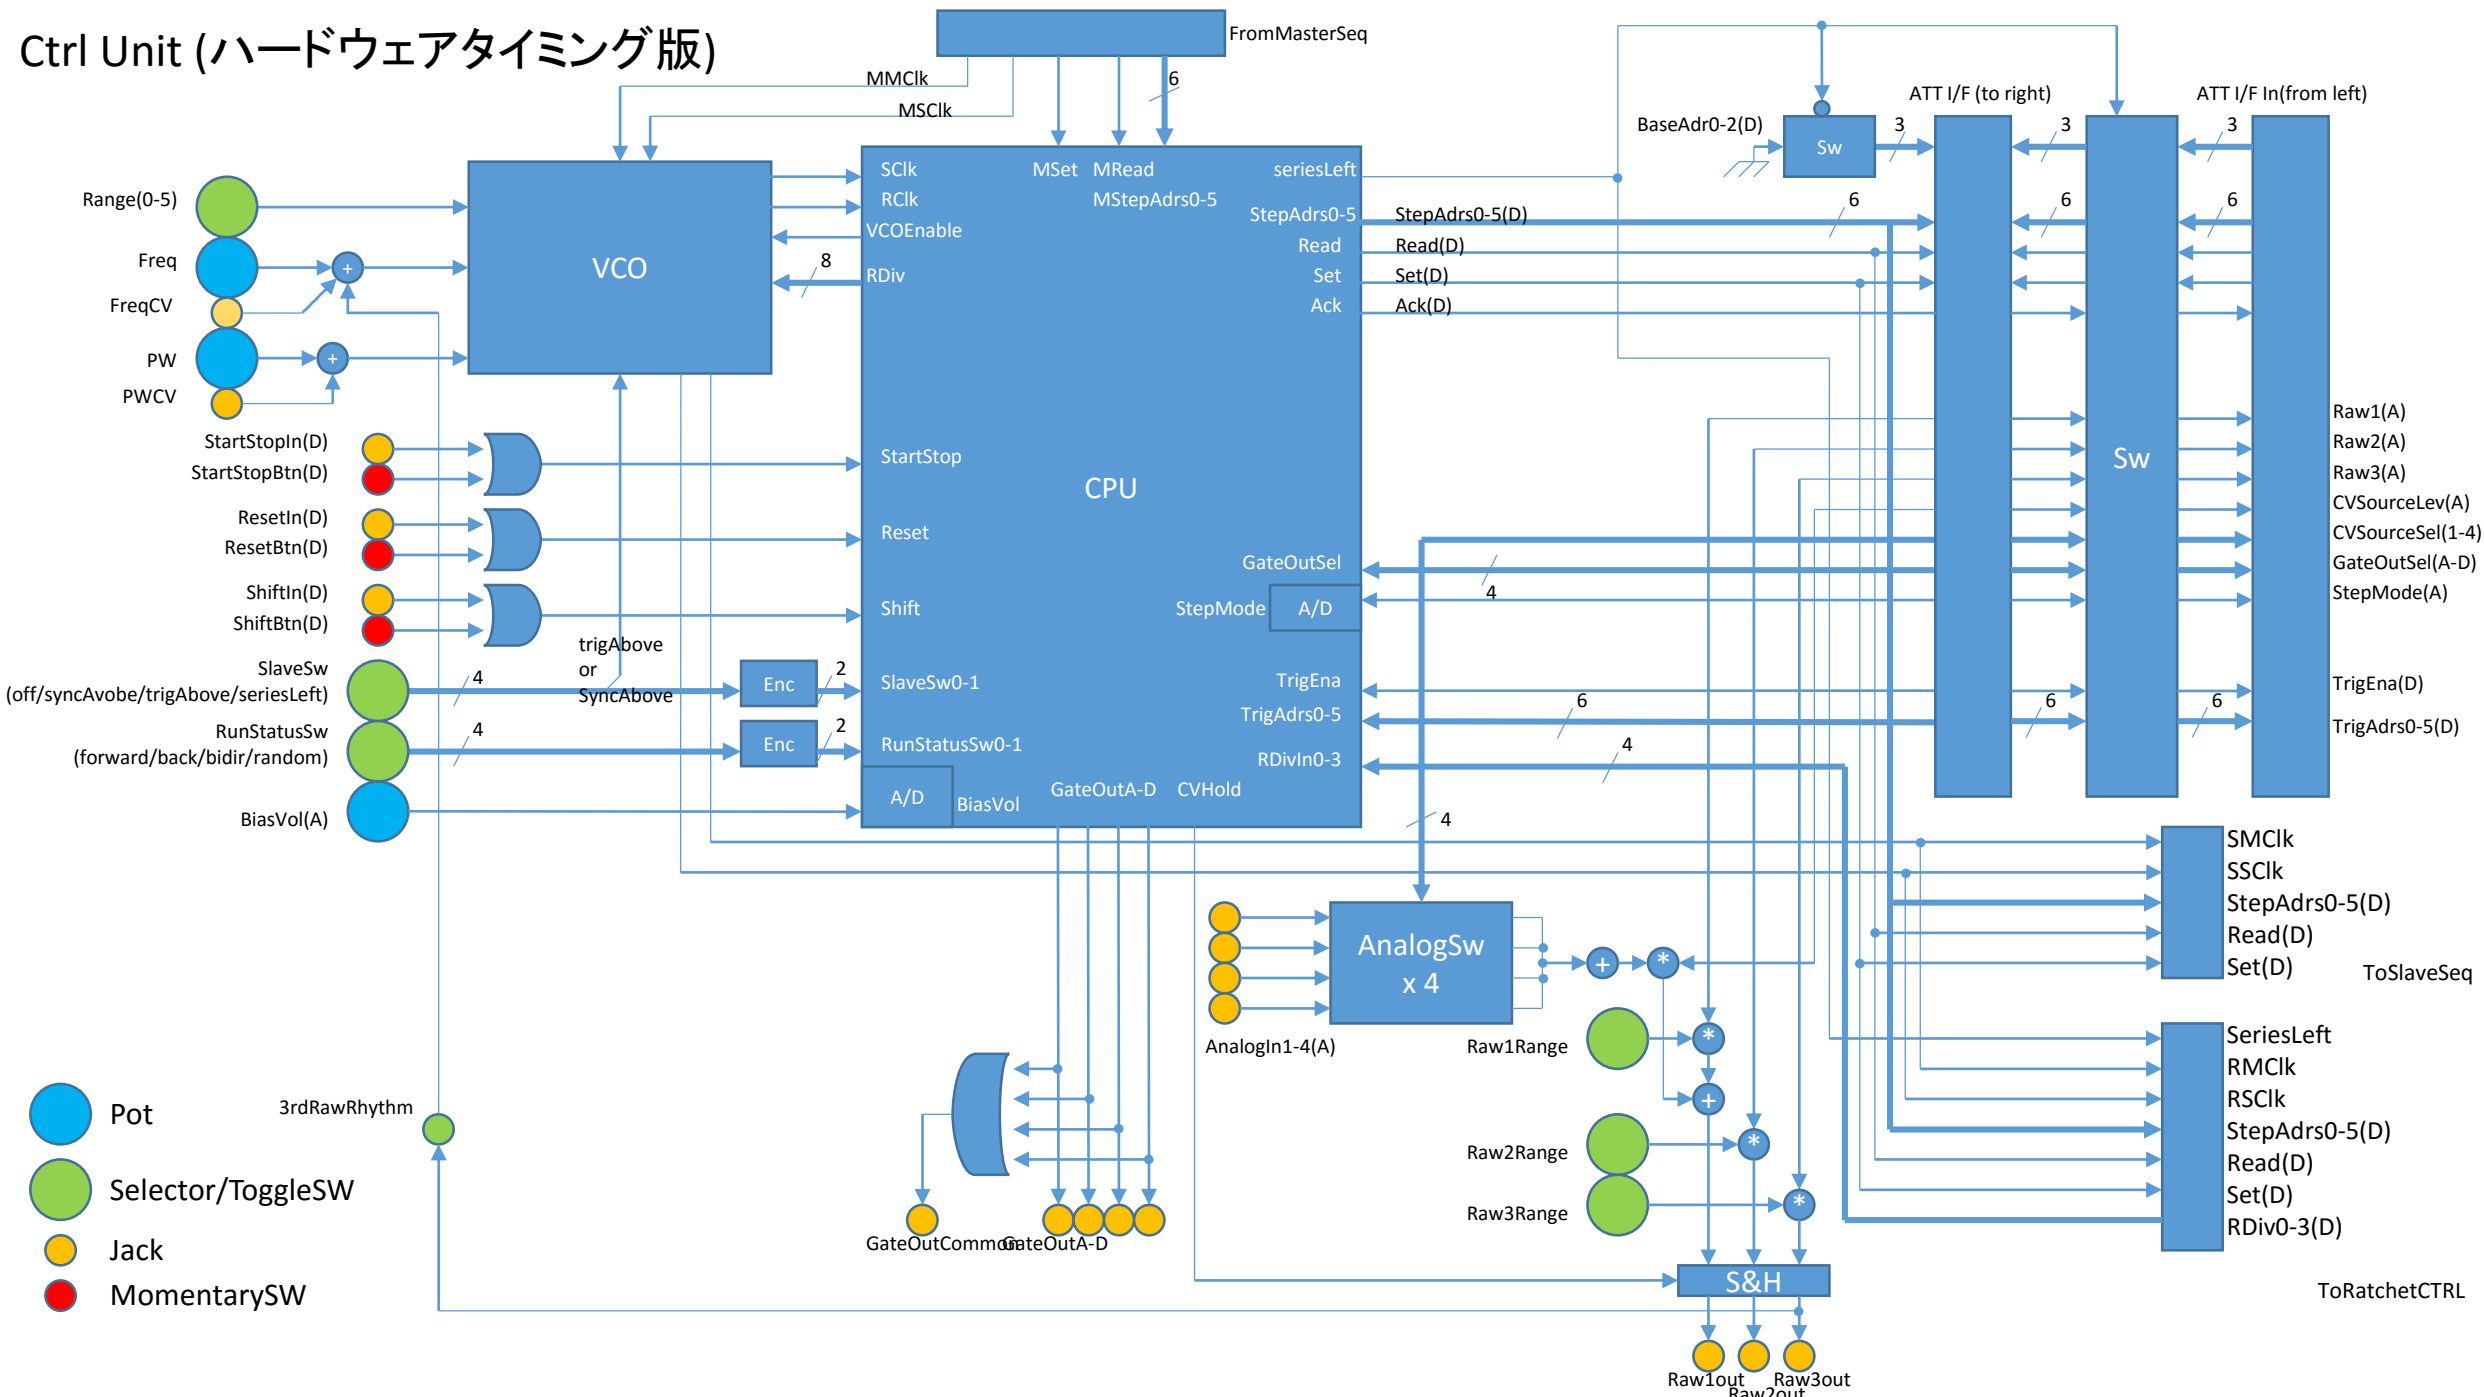 Ctrl Unit (ハードウェアタイミング版)
FromMasterSeq
MMClk
MSClk
6
ATT I/F (to right)
ATT I/F In(from left)
BaseAdr0-2(D)
Sw
3
3
3
Range(0-5)
Freq
FreqCV
PW
PWCV
+
+
VCO
SClk
RClk
VCOEnable
RDiv
8
MSet
MRead
MStepAdrs0-5
seriesLeft
StepAdrs0-5
Read
Set
Ack
StepAdrs0-5(D)
Read(D)
Set(D)
Ack(D)
6
6
6
StartStopIn(D)
StartStopBtn(D)
StartStop
ResetIn(D)
ResetBtn(D)
Reset
ShiftIn(D)
ShiftBtn(D)
Shift
CPU
Sw
Raw1(A)
Raw2(A)
Raw3(A)
CVSourceLev(A)
CVSourceSel(1-4)
GateOutSel(A-D)
StepMode(A)
GateOutSel
StepMode
A/D
4
trigAbove
or
SyncAbove
SlaveSw
(off/syncAvobe/trigAbove/seriesLeft)
4
Enc
2
SlaveSw0-1
RunStatusSw
(forward/back/bidir/random)
4
Enc
2
RunStatusSw0-1
BiasVol(A)
A/D
BiasVol
GateOutA-D
CVHold
TrigEna
TrigAdrs0-5
RDivIn0-3
6
4
4
6
6
TrigEna(D)
TrigAdrs0-5(D)
SMClk
SSClk
StepAdrs0-5(D)
Read(D)
Set(D)
ToSlaveSeq
AnalogSw
x 4
AnalogIn1-4(A)
+
*
Raw1Range
*
+
Raw2Range
*
Raw3Range
*
SeriesLeft
RMClk
RSClk
StepAdrs0-5(D)
Read(D)
Set(D)
RDiv0-3(D)
ToRatchetCTRL
3rdRawRhythm
Pot
Selector/ToggleSW
Jack
MomentarySW
GateOutCommon
GateOutA-D
S&H
Raw1out
Raw2out
Raw3out